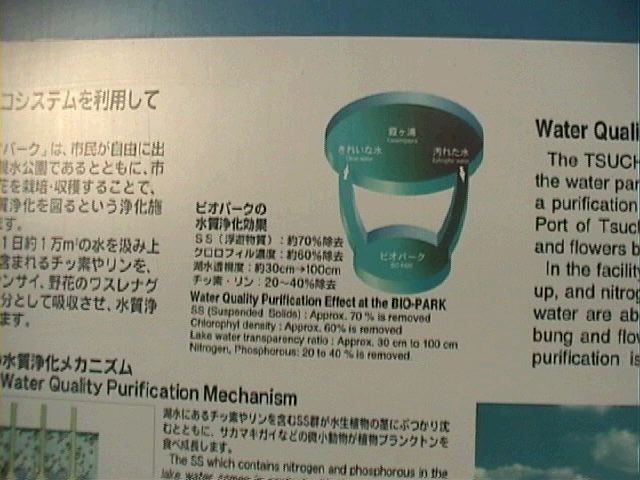 コシステムを利用して
パーク」は、市民が自由に出
親水公園であるとともに、市
花を栽培・収穫することで、
質浄化を図るという浄化施
す。
1日約1万m³の水を汲み上
含まれるチッ素やリンを、
ンサイ、野花のワスレナグ
分として吸収させ、水質浄
ます。
霞ヶ浦
きれいな水
Clear water
汚れた水
ビオパーク
BIO PARK
ビオパークの
水質浄化効果
SS(浮遊物質):約70%除去
クロロフィル濃度:約60%除去
湖水透視度:約30cm→100cm
チッ素・リン:20~40%除去
Water Quality Purification Effect at the BIO-PARK
SS (Suspended Solids) : Approx. 70 % is removed
Chlorophyl density : Approx. 60% is removed
Lake water transparency ratio : Approx. 30 cm to 100 cm
Nitrogen, Phosphorous: 20 to 40 % is removed.
Water Quali
The TSUCH
the water par
a purification
Port of Tsuc
and flowers b
In the facili
up, and nitrog
water are ab
bung and flow
purification is
水質浄化メカニズム
Water Quality Purification Mechanism
湖水にあるチッ素やリンを含むSS群が水生植物の茎にぶつかり沈
むとともに、サカマキガイなどの微小動物が植物プランクトンを
食べ成長します。
The SS which contains nitrogen and phosphorous in the
lake water comes in